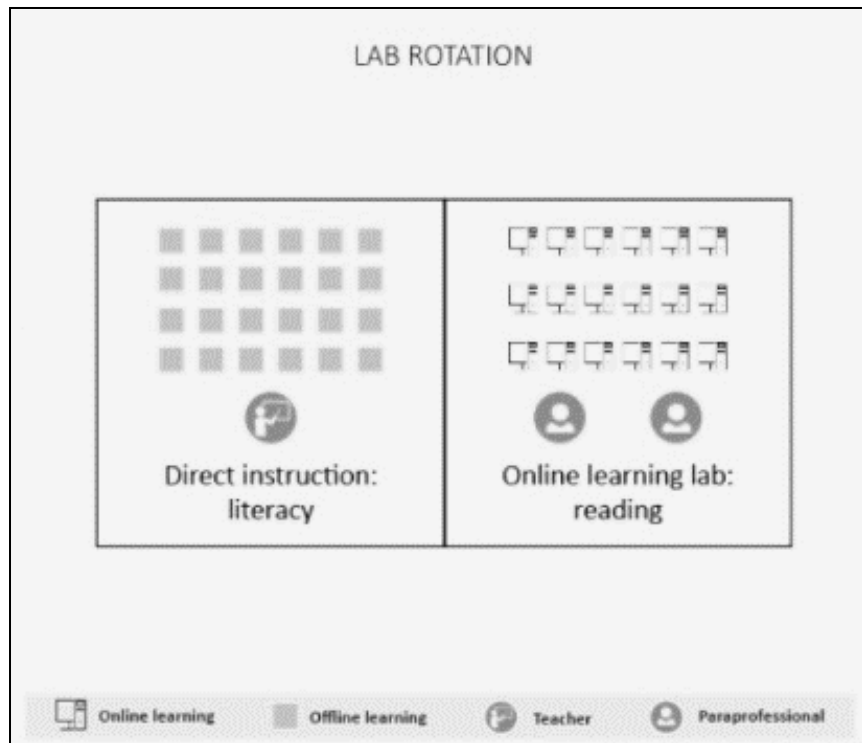 LAB ROTATION
Direct instruction:
literacy
Online learning lab:
reading
Online learning
Offline learning
Teacher
Paraprofessional